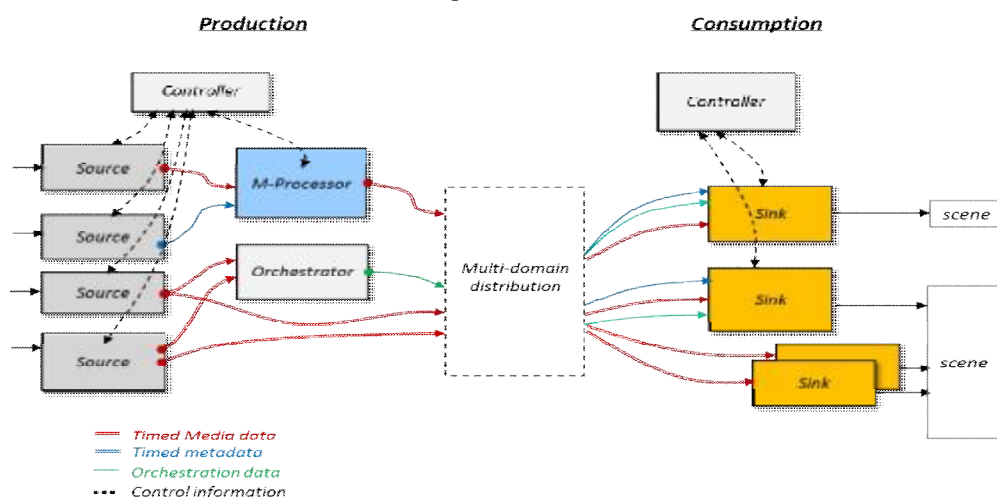 Production
Consumption
Controller
Controller
Source
M-Processor
Sink
scene
Source
Source
Orchestrator
Multi-domain
distribution
Sink
Source
scene
Sink
Timed Media data
Timed metadata
Orchestration data
Control information